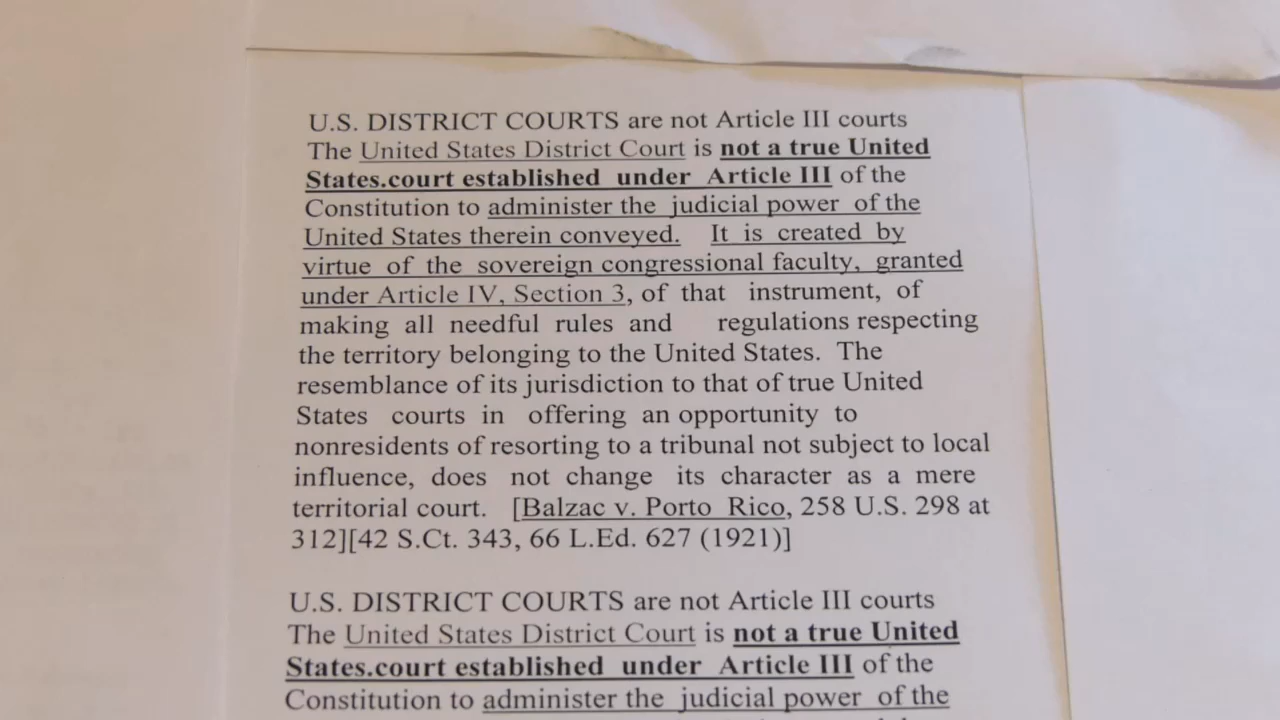 U.S. DISTRICT COURTS are not Article III courts
The United States District Court is not a true United
States.court established under Article III of the
Constitution to administer the judicial power of the
United States therein conveyed. It is created by
virtue of the sovereign congressional faculty, granted
under Article IV, Section 3, of that instrument, of
making all needful rules and regulations respecting
the territory belonging to the United States. The
resemblance of its jurisdiction to that of true United
States courts in offering an opportunity to
nonresidents of resorting to a tribunal not subject to local
influence, does not change its character as a mere
territorial court. [Balzac v. Porto Rico, 258 U.S. 298 at
312][42 S.Ct. 343, 66 L.Ed. 627 (1921)]
U.S. DISTRICT COURTS are not Article III courts
The United States District Court is not a true United
States.court established under Article III of the
Constitution to administer the judicial power of the